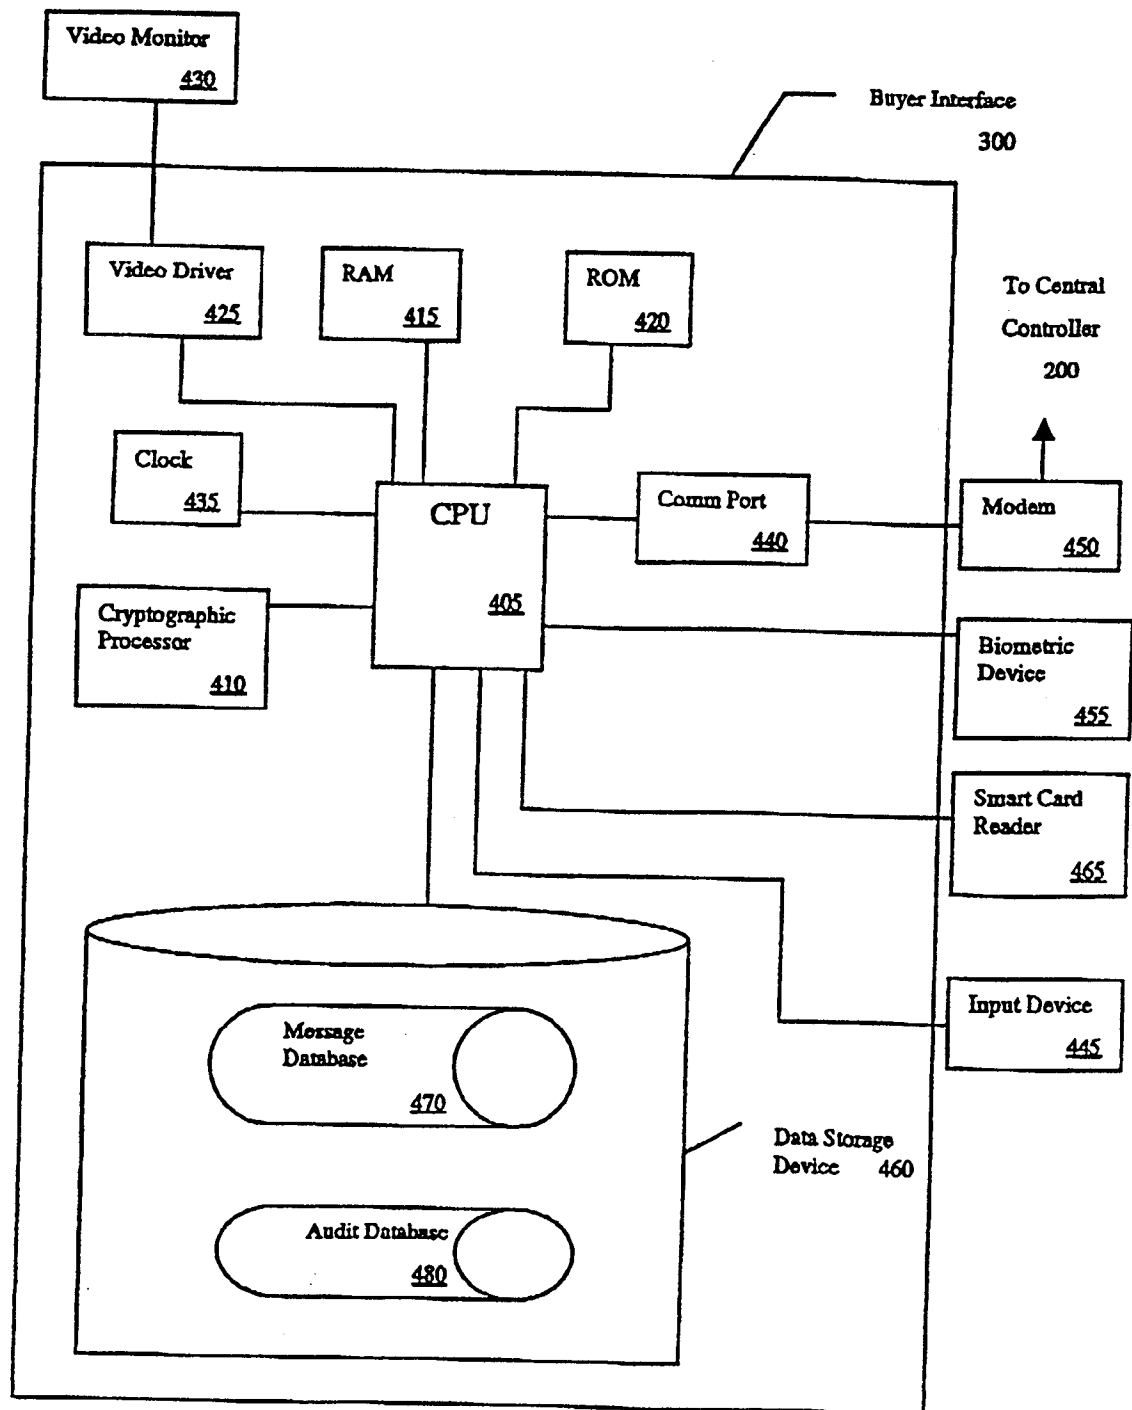 Video Monitor
430
Buyer Interface
300
Video Driver
425
RAM
415
ROM
420
To Central
Controller
200
Clock
435
CPU
405
Comm Port
440
Modem
450
Cryptographic
Processor
410
Biometric
Device
455
Smart Card
Reader
465
Input Device
445
Message
Database
470
Data Storage
Device 460
Audit Database
480